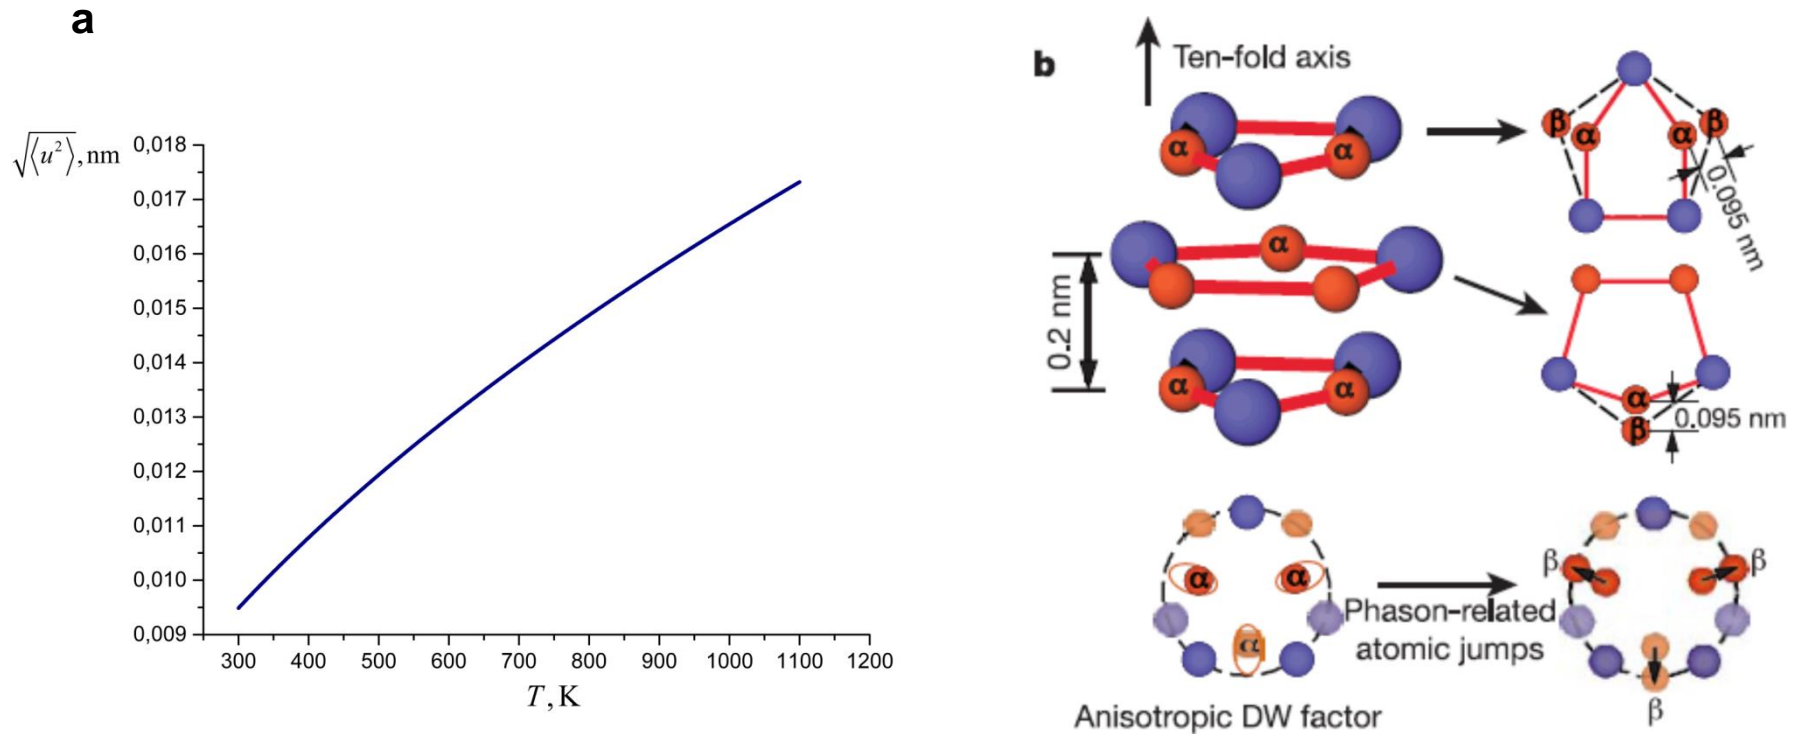 a
√⟨u²⟩, nm
0,018
0,017
0,016
0,015
0,014
0,013
0,012
0,011
0,010
0,009
300 400 500 600 700 800 900 1000 1100 1200
T, K
b
Ten-fold axis
α α
α
0.2 nm
α α
β α α β
0.095 nm
α
β
0.095 nm
α α
α
Anisotropic DW factor
Phason-related
atomic jumps
β β
β